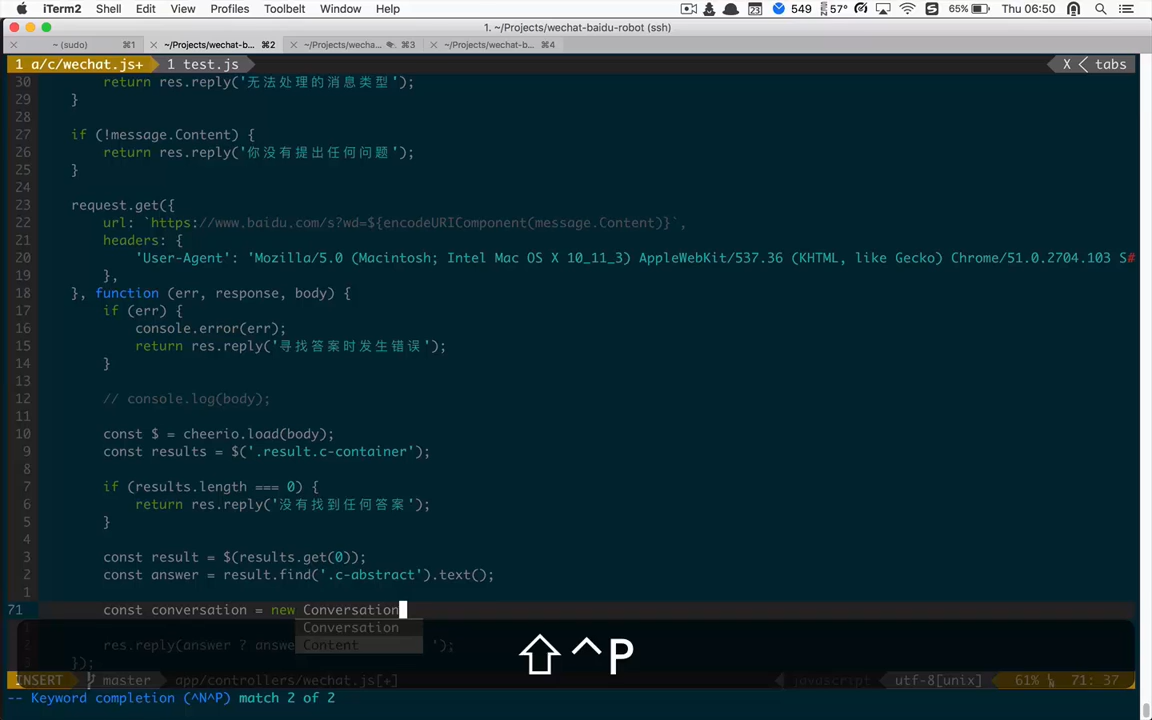 iTerm2 Shell Edit View Profiles Toolbelt Window Help 23 549 57° 65% Thu 06:50
1. ~/Projects/wechat-baidu-robot (ssh)
~ (sudo) ⌘1 ~/Projects/wechat-b... ⌘2 ~/Projects/wecha... ⌘3 ~/Projects/wechat-b... ⌘4
1 a/c/wechat.js+ 1 test.js X < tabs
30 return res.reply('无法处理的消息类型');
29 }
28
27 if (!message.Content) {
26 return res.reply('你没有提出任何问题');
25 }
24
23 request.get({
22 url: `https://www.baidu.com/s?wd=${encodeURIComponent(message.Content)}`,
21 headers: {
20 'User-Agent': 'Mozilla/5.0 (Macintosh; Intel Mac OS X 10_11_3) AppleWebKit/537.36 (KHTML, like Gecko) Chrome/51.0.2704.103 S#
19 },
18 }, function (err, response, body) {
17 if (err) {
16 console.error(err);
15 return res.reply('寻找答案时发生错误');
14 }
13
12 // console.log(body);
11
10 const $ = cheerio.load(body);
9 const results = $('.result.c-container');
8
7 if (results.length === 0) {
6 return res.reply('没有找到任何答案');
5 }
4
3 const result = $(results.get(0));
2 const answer = result.find('.c-abstract').text();
1
71 const conversation = new Conversation
Conversation
res.reply(answer ? answe Content ');
});
⇧^P
INSERT master app/controllers/wechat.js[+] javascript utf-8[unix] 61% 71: 37
-- Keyword completion (^N^P) match 2 of 2